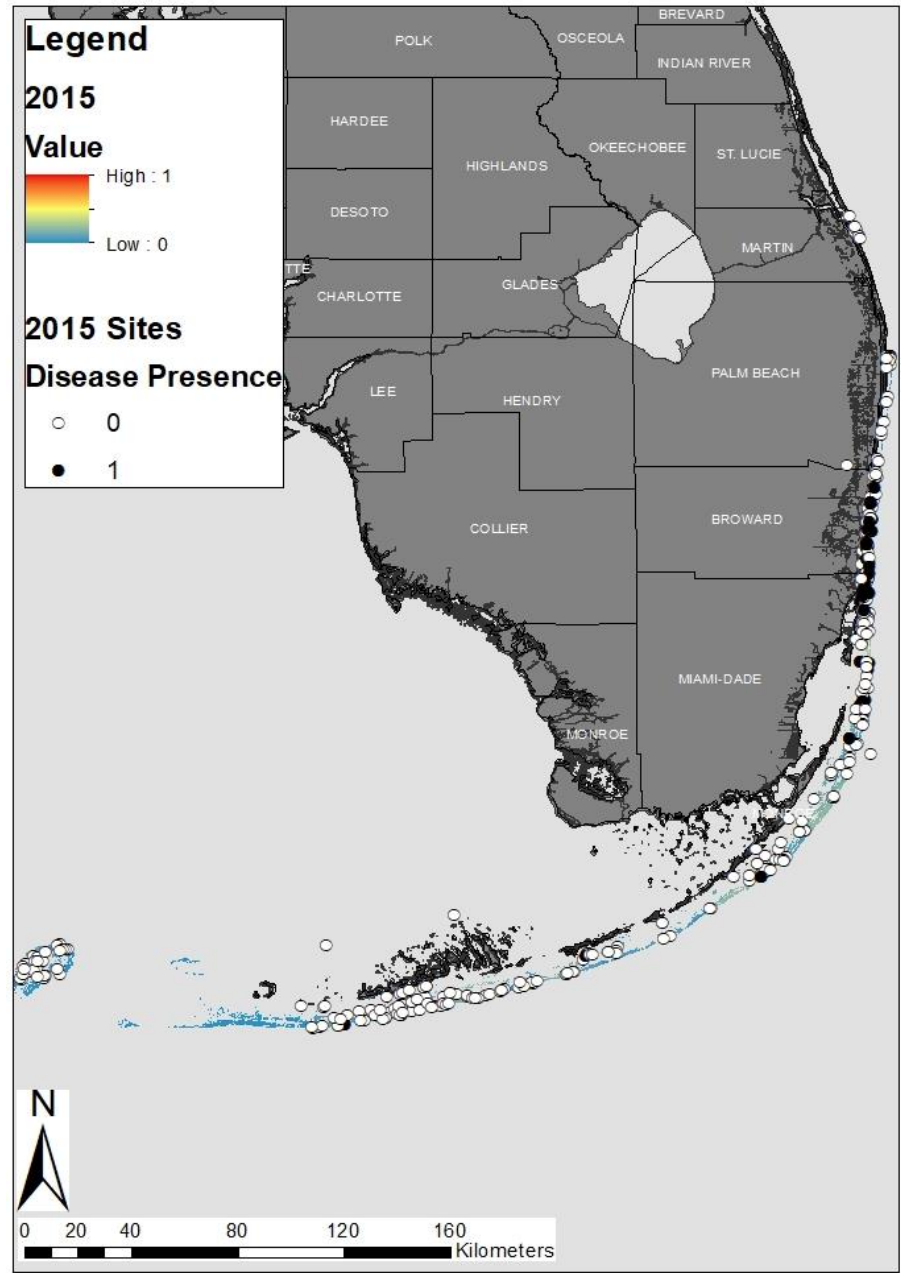 Legend
2015
Value
High : 1
Low : 0
2015 Sites
Disease Presence
0
1
BREVARD
POLK
OSCEOLA
INDIAN RIVER
HARDEE
OKEECHOBEE
HIGHLANDS
ST. LUCIE
DESOTO
MARTIN
TTE
CHARLOTTE
GLADES
PALM BEACH
LEE
HENDRY
BROWARD
COLLIER
MIAMI-DADE
MONROE
N
0 20 40 80 120 160
Kilometers